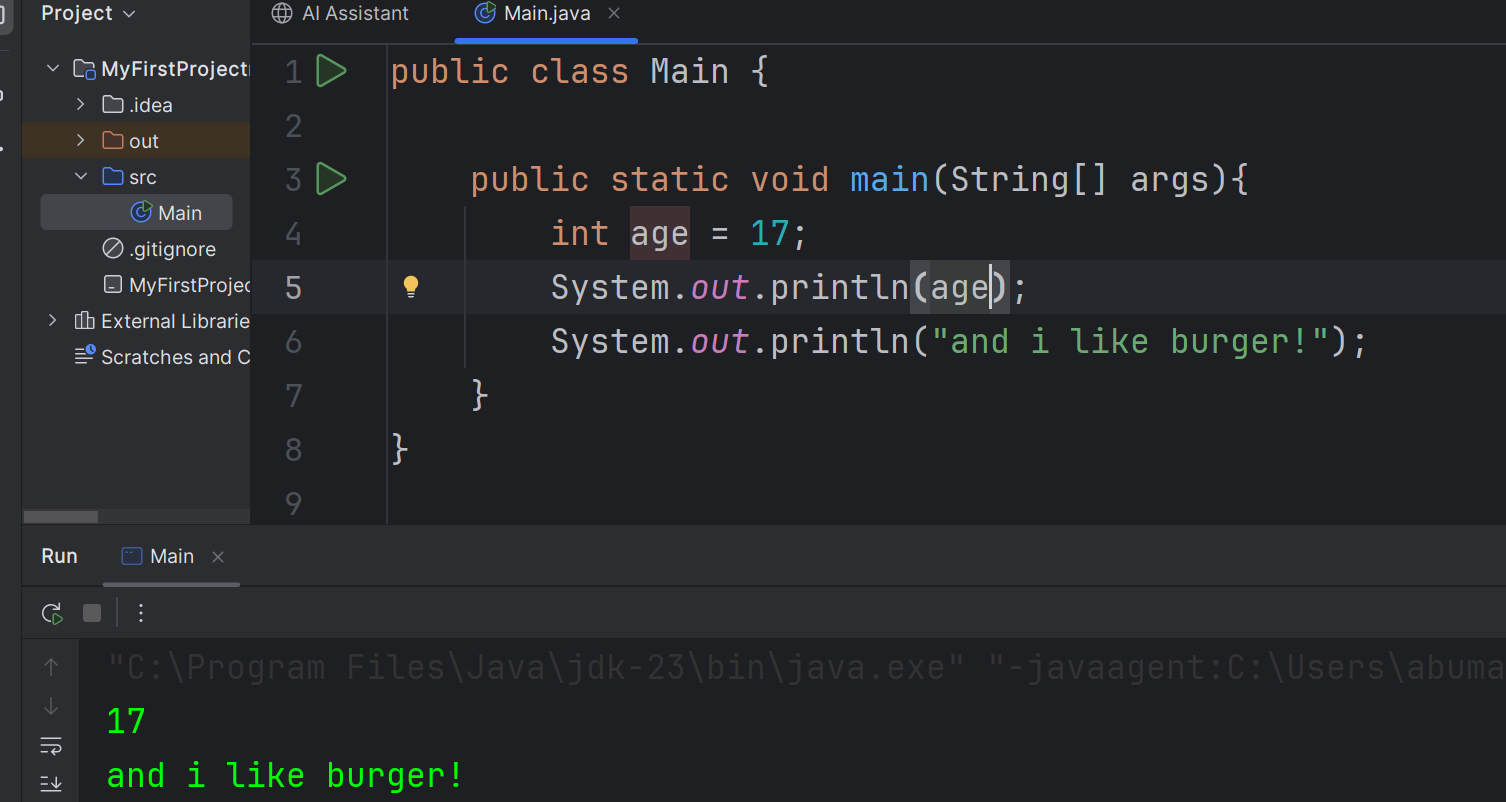 Project
AI Assistant
Main.java
MyFirstProject
.idea
out
src
Main
.gitignore
MyFirstProjec
External Librarie
Scratches and C
1 public class Main {
2
3 public static void main(String[] args){
4 int age = 17;
5 System.out.println(age);
6 System.out.println("and i like burger!");
7 }
8 }
9
Run
Main
"C:\Program Files\Java\jdk-23\bin\java.exe" "-javaagent:C:\Users\abuma
17
and i like burger!